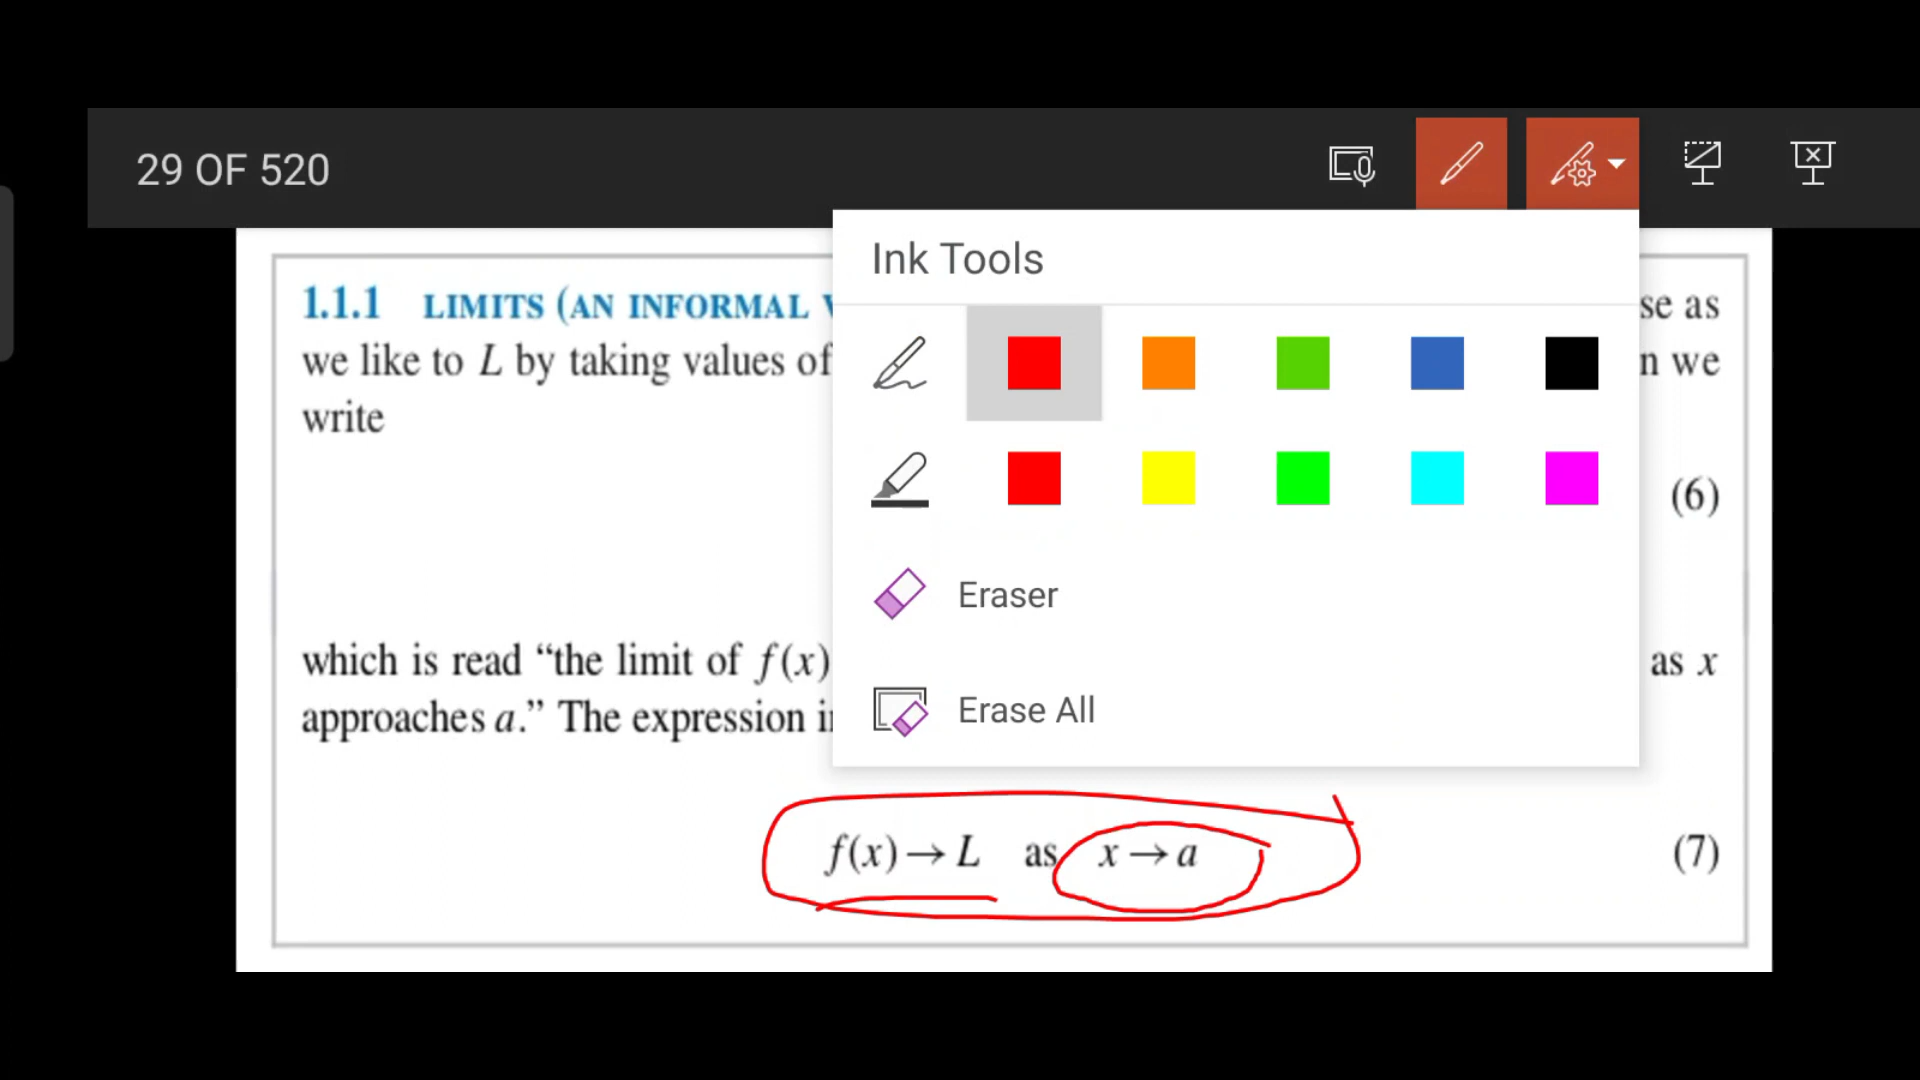 29 OF 520
Ink Tools
1.1.1 LIMITS (AN INFORMAL
se as
we like to L by taking values of
n we
write
(6)
Eraser
which is read “the limit of f(x)
as x
approaches a.” The expression
Erase All
f(x) → L as x → a (7)